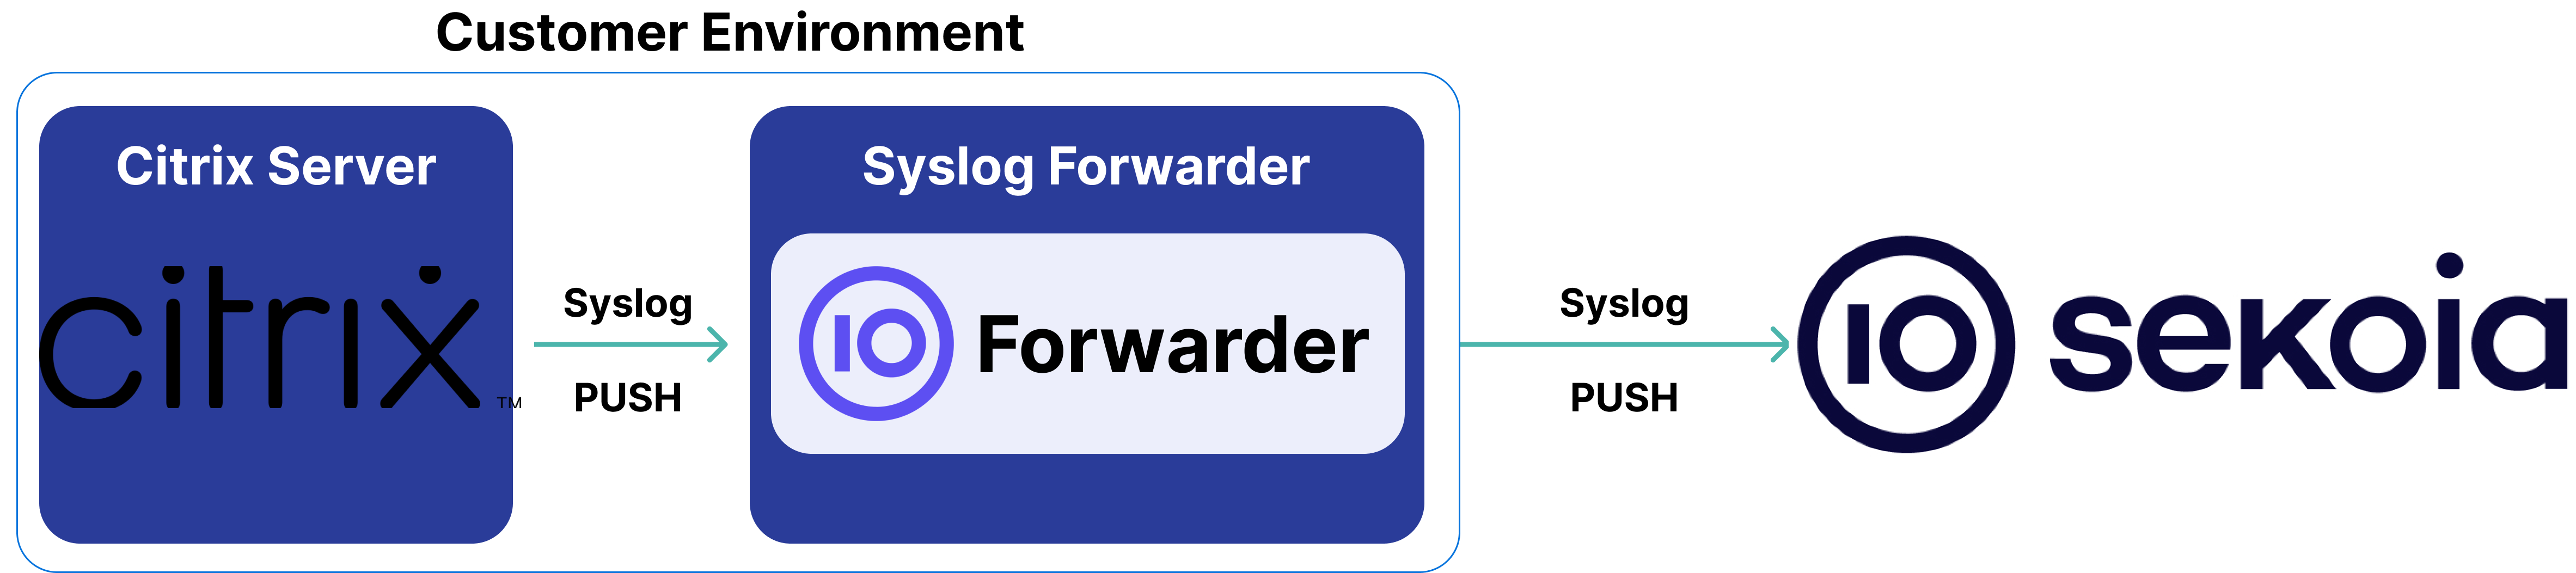 Customer Environment
Citrix Server
citrix™
Syslog
PUSH
Syslog Forwarder
IO Forwarder
Syslog
PUSH
IO sekoia